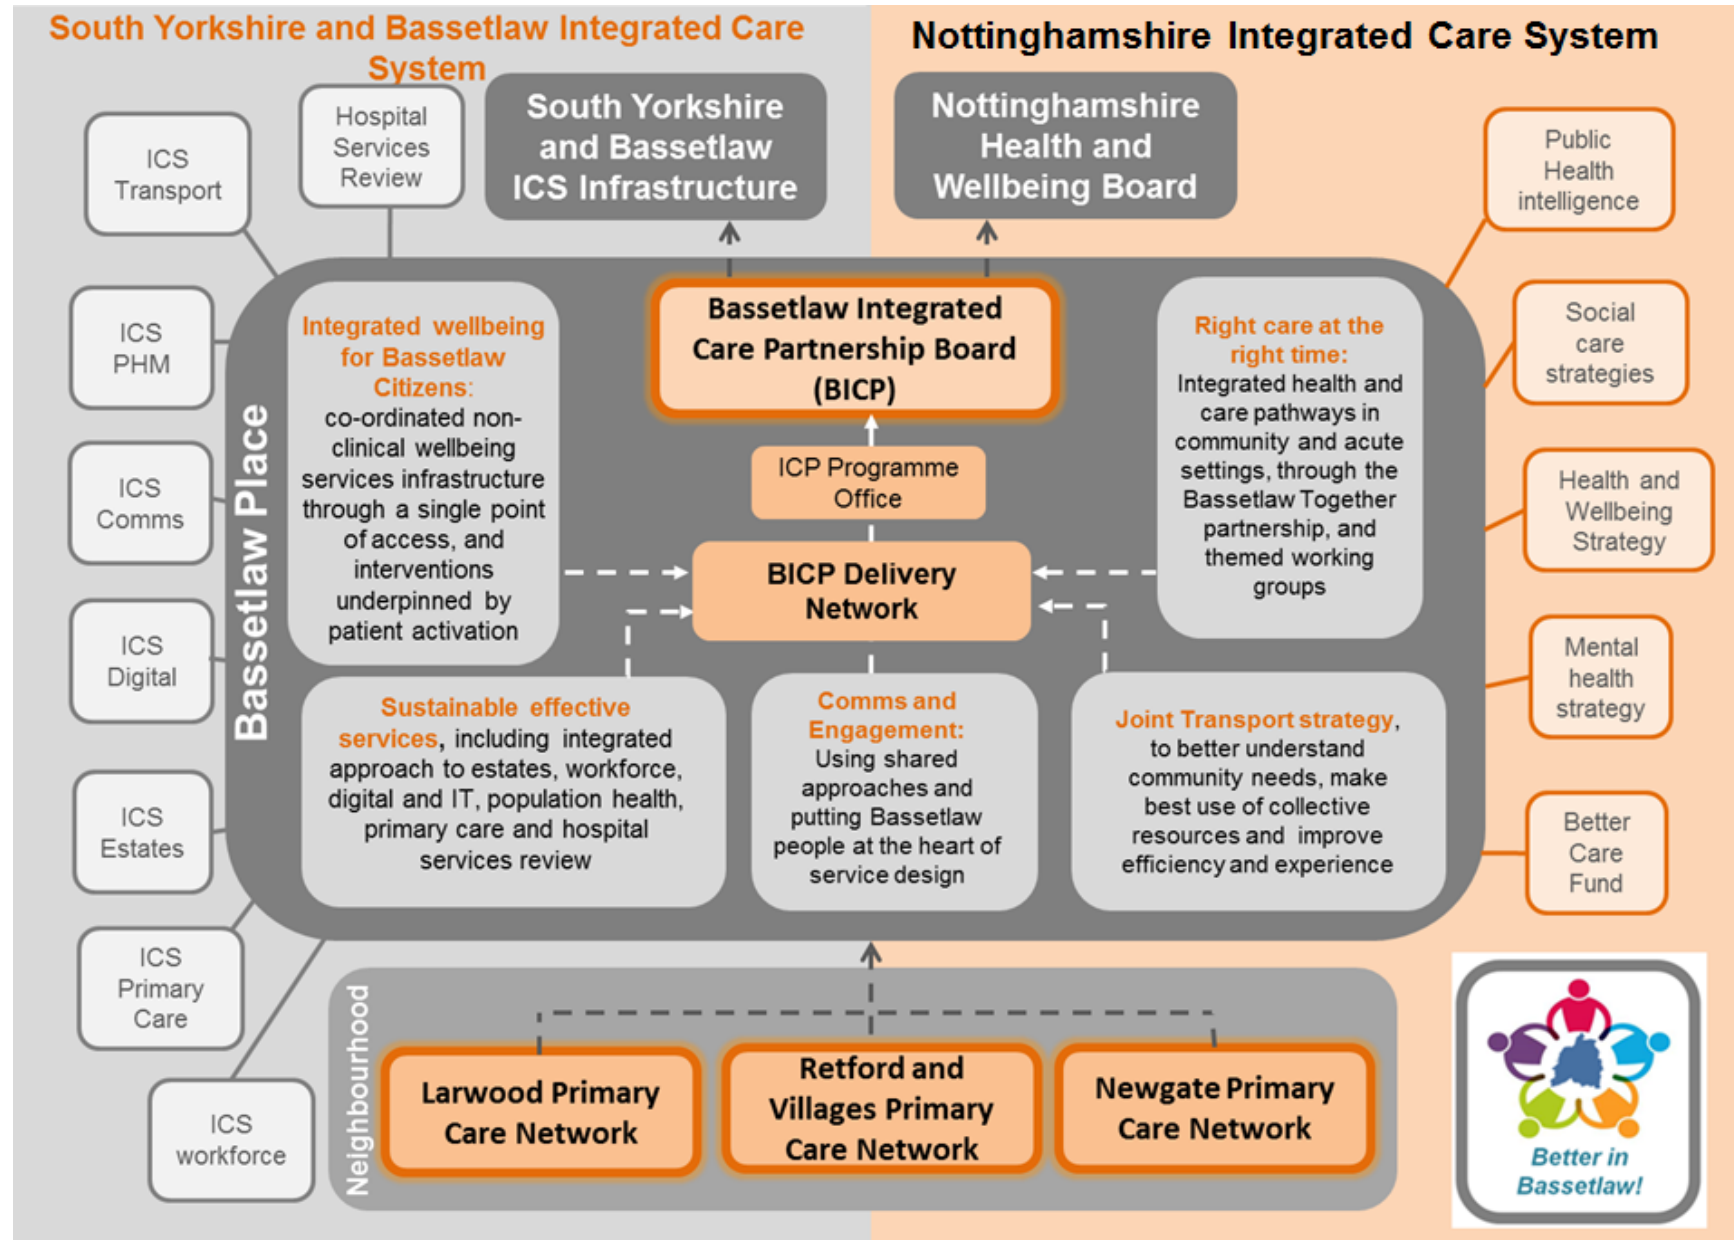 South Yorkshire and Bassetlaw Integrated Care
System
Nottinghamshire Integrated Care System
ICS
Transport
Hospital
Services
Review
South Yorkshire
and Bassetlaw
ICS Infrastructure
Nottinghamshire
Health and
Wellbeing Board
Public
Health
intelligence
ICS
PHM
ICS
Comms
ICS
Digital
ICS
Estates
ICS
Primary
Care
ICS
workforce
Bassetlaw Place
Integrated wellbeing
for Bassetlaw
Citizens:
co-ordinated non-
clinical wellbeing
services infrastructure
through a single point
of access, and
interventions
underpinned by
patient activation
Bassetlaw Integrated
Care Partnership Board
(BICP)
ICP Programme
Office
BICP Delivery
Network
Right care at the
right time:
Integrated health and
care pathways in
community and acute
settings, through the
Bassetlaw Together
partnership, and
themed working
groups
Sustainable effective
services, including integrated
approach to estates, workforce,
digital and IT, population health,
primary care and hospital
services review
Comms and
Engagement:
Using shared
approaches and
putting Bassetlaw
people at the heart of
service design
Joint Transport strategy,
to better understand
community needs, make
best use of collective
resources and improve
efficiency and experience
Social
care
strategies
Health and
Wellbeing
Strategy
Mental
health
strategy
Better
Care
Fund
Neighbourhood
Larwood Primary
Care Network
Retford and
Villages Primary
Care Network
Newgate Primary
Care Network
Better in
Bassetlaw!